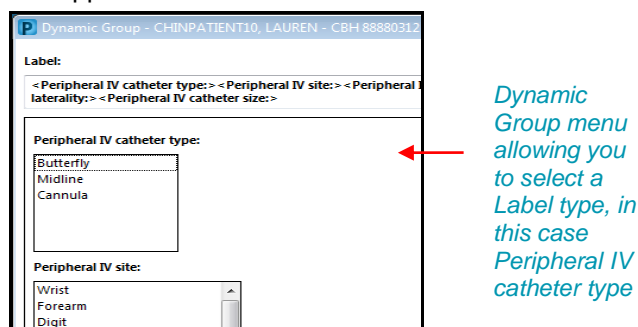 Dynamic Group - CHINPATIENT10, LAUREN - CBH 88880312
Label:
<Peripheral IV catheter type:><Peripheral IV site:><Peripheral
laterality:><Peripheral IV catheter size:>
Peripheral IV catheter type:
Butterfly
Midline
Cannula
Peripheral IV site:
Wrist
Forearm
Digit
Dynamic
Group menu
allowing you
to select a
Label type, in
this case
Peripheral IV
catheter type